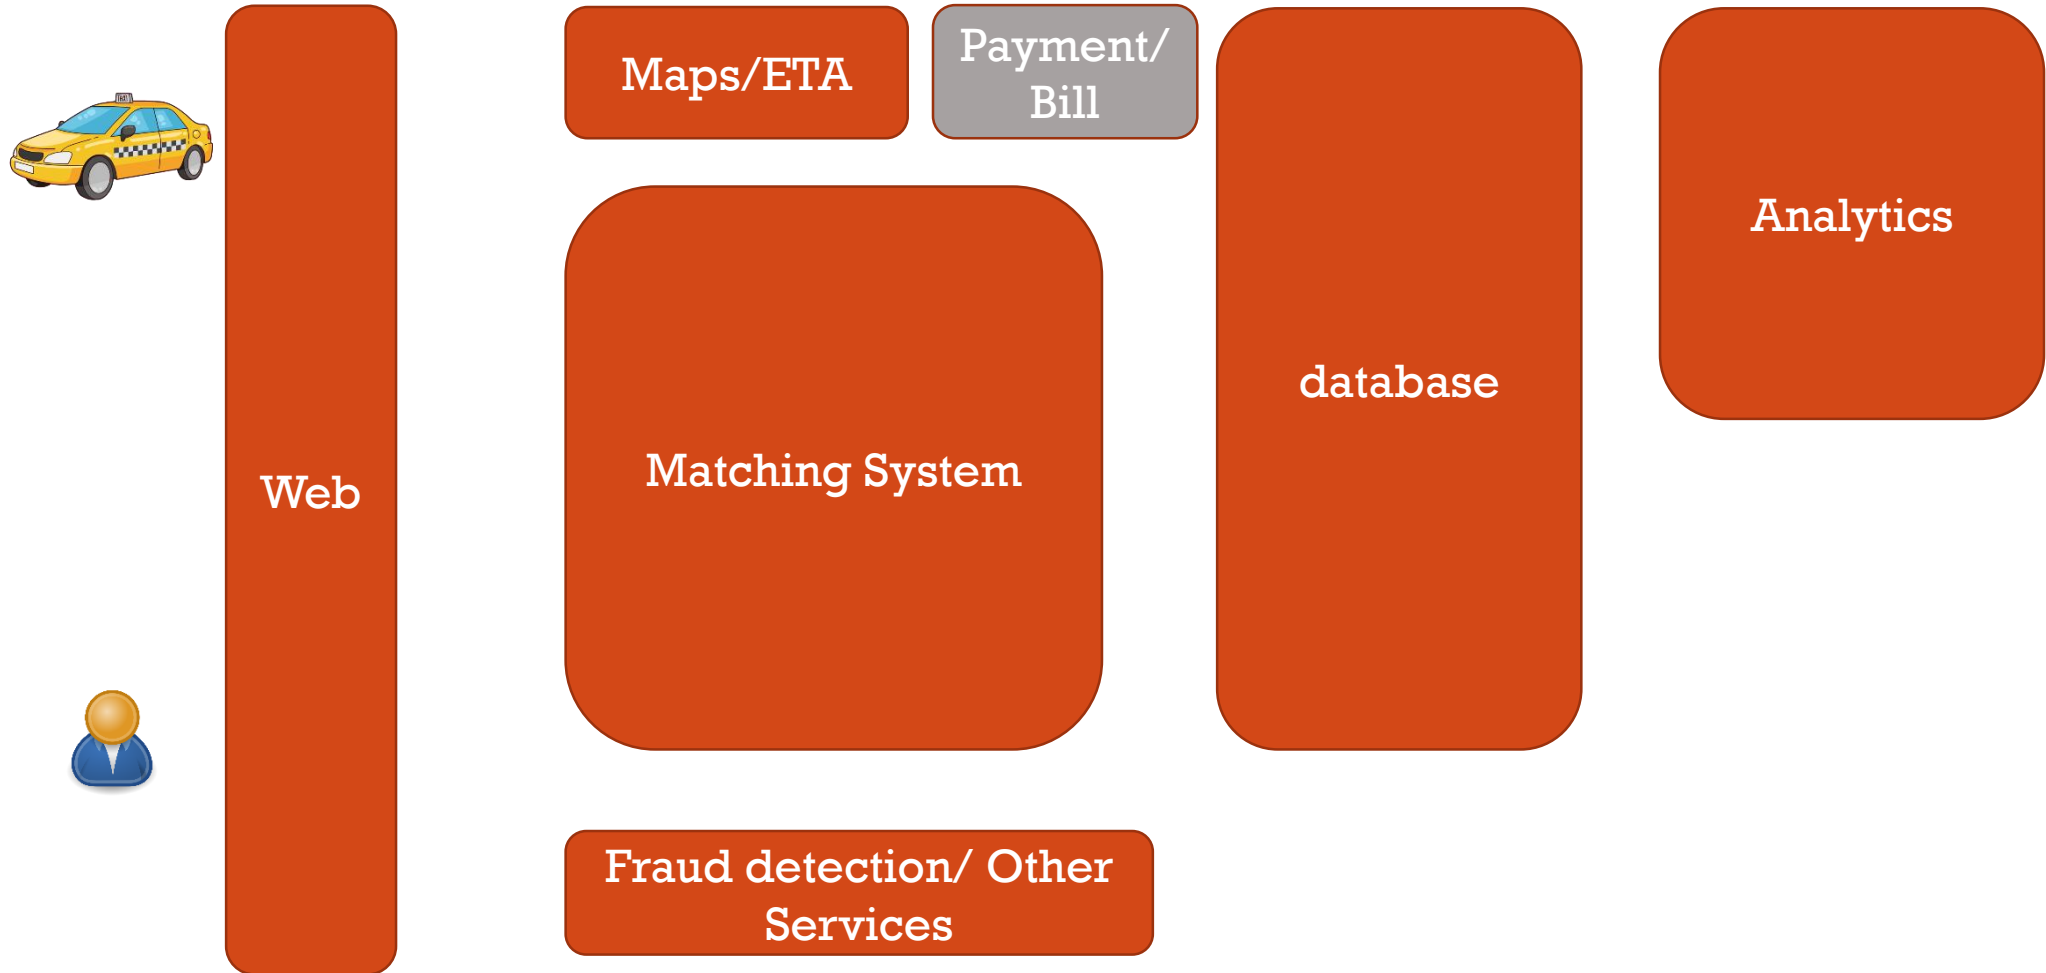 Web
Maps/ETA
Payment/
Bill
Matching System
database
Analytics
Fraud detection/ Other
Services